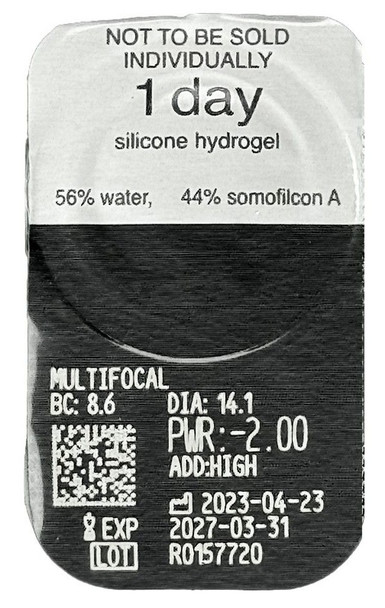 NOT TO BE SOLD
INDIVIDUALLY
1 day
silicone hydrogel
56% water, 44% somofilcon A
MULTIFOCAL
BC: 8.6 DIA: 14.1
PWR:-2.00
ADD:HIGH
2023-04-23
EXP 2027-03-31
LOT R0157720